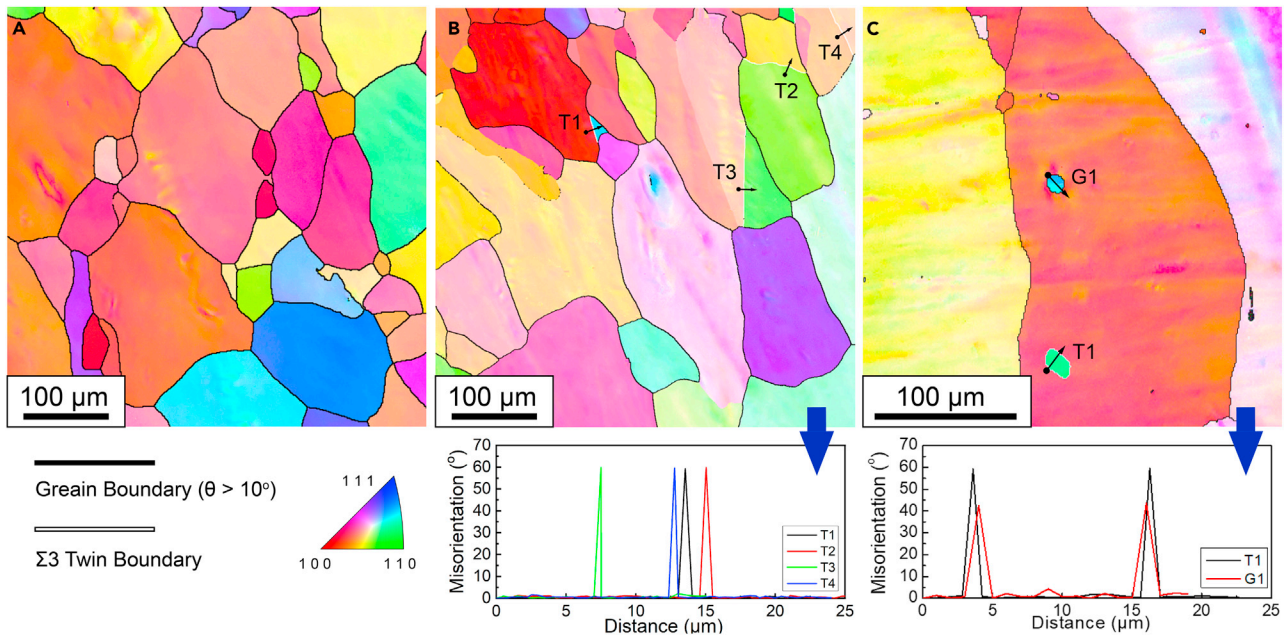 A
100 µm
B
T1
T2
T3
T4
100 µm
C
G1
T1
100 µm
Greain Boundary (θ > 10°)
Σ3 Twin Boundary
1 1 1
1 0 0
1 1 0
Misorientation (°)
70
60
50
40
30
20
10
0
0 5 10 15 20 25
Distance (µm)
T1
T2
T3
T4
Misorientation (°)
70
60
50
40
30
20
10
0
0 5 10 15 20 25
Distance (µm)
T1
G1